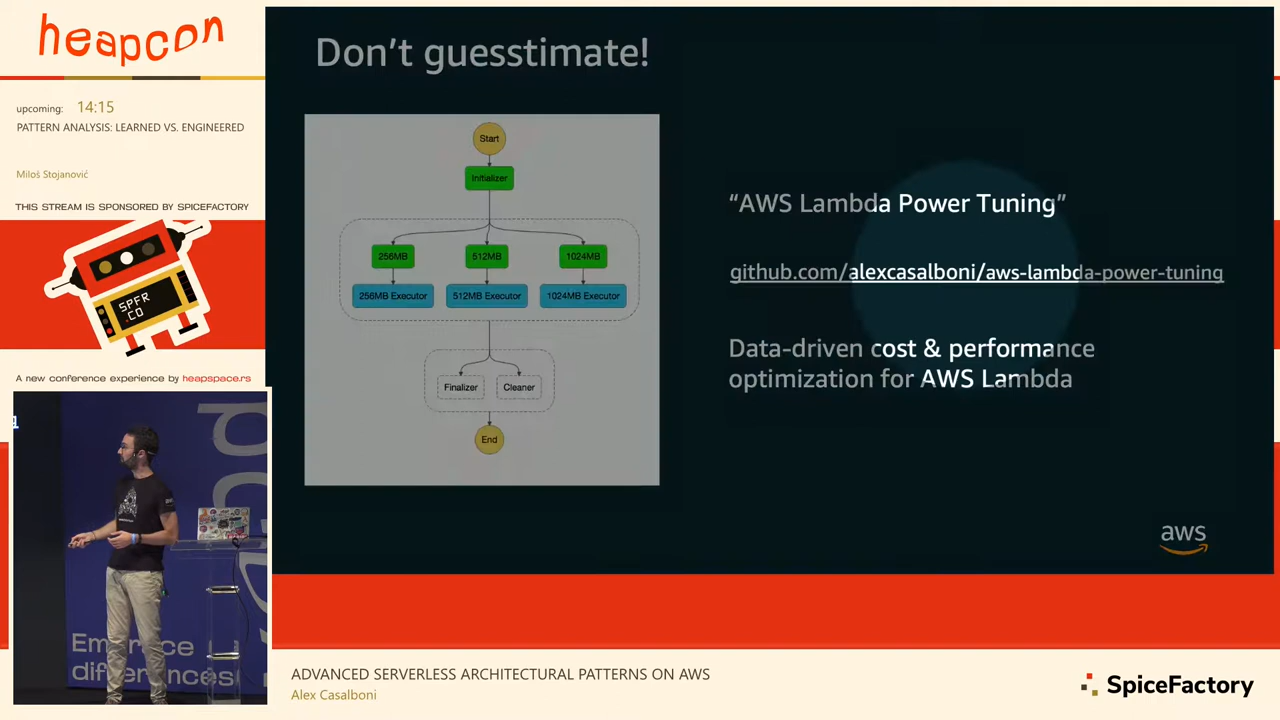 heapcon
upcoming: 14:15
PATTERN ANALYSIS: LEARNED VS. ENGINEERED
Miloš Stojanović
THIS STREAM IS SPONSORED BY SPICEFACTORY
SPFR
.CO
A new conference experience by heapspace.rs
Embrace
differences
Don’t guesstimate!
Start
Initializer
256MB
512MB
1024MB
256MB Executor
512MB Executor
1024MB Executor
Finalizer
Cleaner
End
“AWS Lambda Power Tuning”
github.com/alexcasalboni/aws-lambda-power-tuning
Data-driven cost & performance
optimization for AWS Lambda
aws
ADVANCED SERVERLESS ARCHITECTURAL PATTERNS ON AWS
Alex Casalboni
SpiceFactory